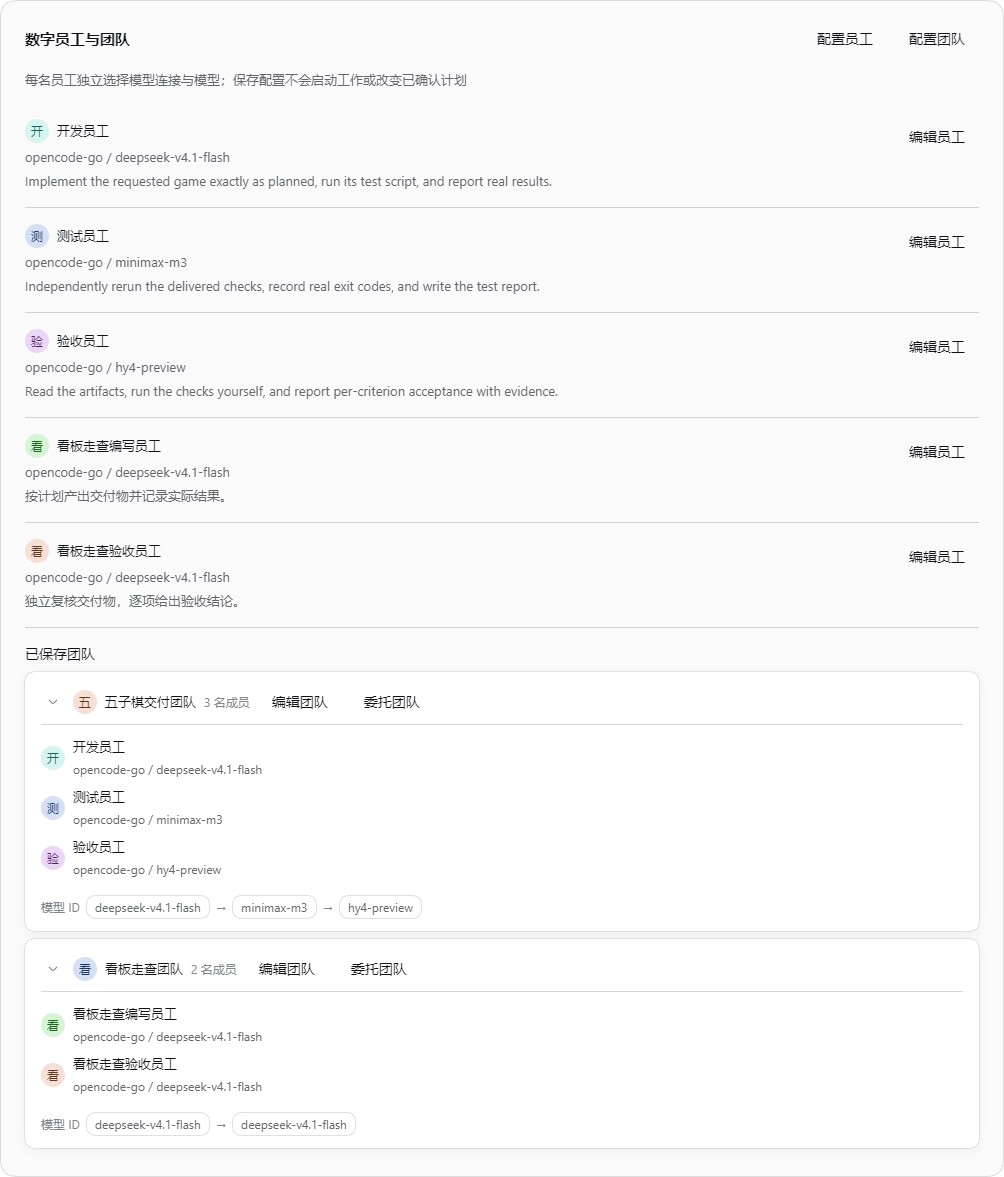 数字员工与团队 配置员工 配置团队
每名员工独立选择模型连接与模型；保存配置不会启动工作或改变已确认计划
开 开发员工 编辑员工
opencode-go / deepseek-v4.1-flash
Implement the requested game exactly as planned, run its test script, and report real results.
测 测试员工 编辑员工
opencode-go / minimax-m3
Independently rerun the delivered checks, record real exit codes, and write the test report.
验 验收员工 编辑员工
opencode-go / hy4-preview
Read the artifacts, run the checks yourself, and report per-criterion acceptance with evidence.
看 看板走查编写员工 编辑员工
opencode-go / deepseek-v4.1-flash
按计划产出交付物并记录实际结果。
看 看板走查验收员工 编辑员工
opencode-go / deepseek-v4.1-flash
独立复核交付物，逐项给出验收结论。
已保存团队
五 五子棋交付团队 3 名成员 编辑团队 委托团队
开 开发员工
opencode-go / deepseek-v4.1-flash
测 测试员工
opencode-go / minimax-m3
验 验收员工
opencode-go / hy4-preview
模型 ID deepseek-v4.1-flash → minimax-m3 → hy4-preview
看 看板走查团队 2 名成员 编辑团队 委托团队
看 看板走查编写员工
opencode-go / deepseek-v4.1-flash
看 看板走查验收员工
opencode-go / deepseek-v4.1-flash
模型 ID deepseek-v4.1-flash → deepseek-v4.1-flash